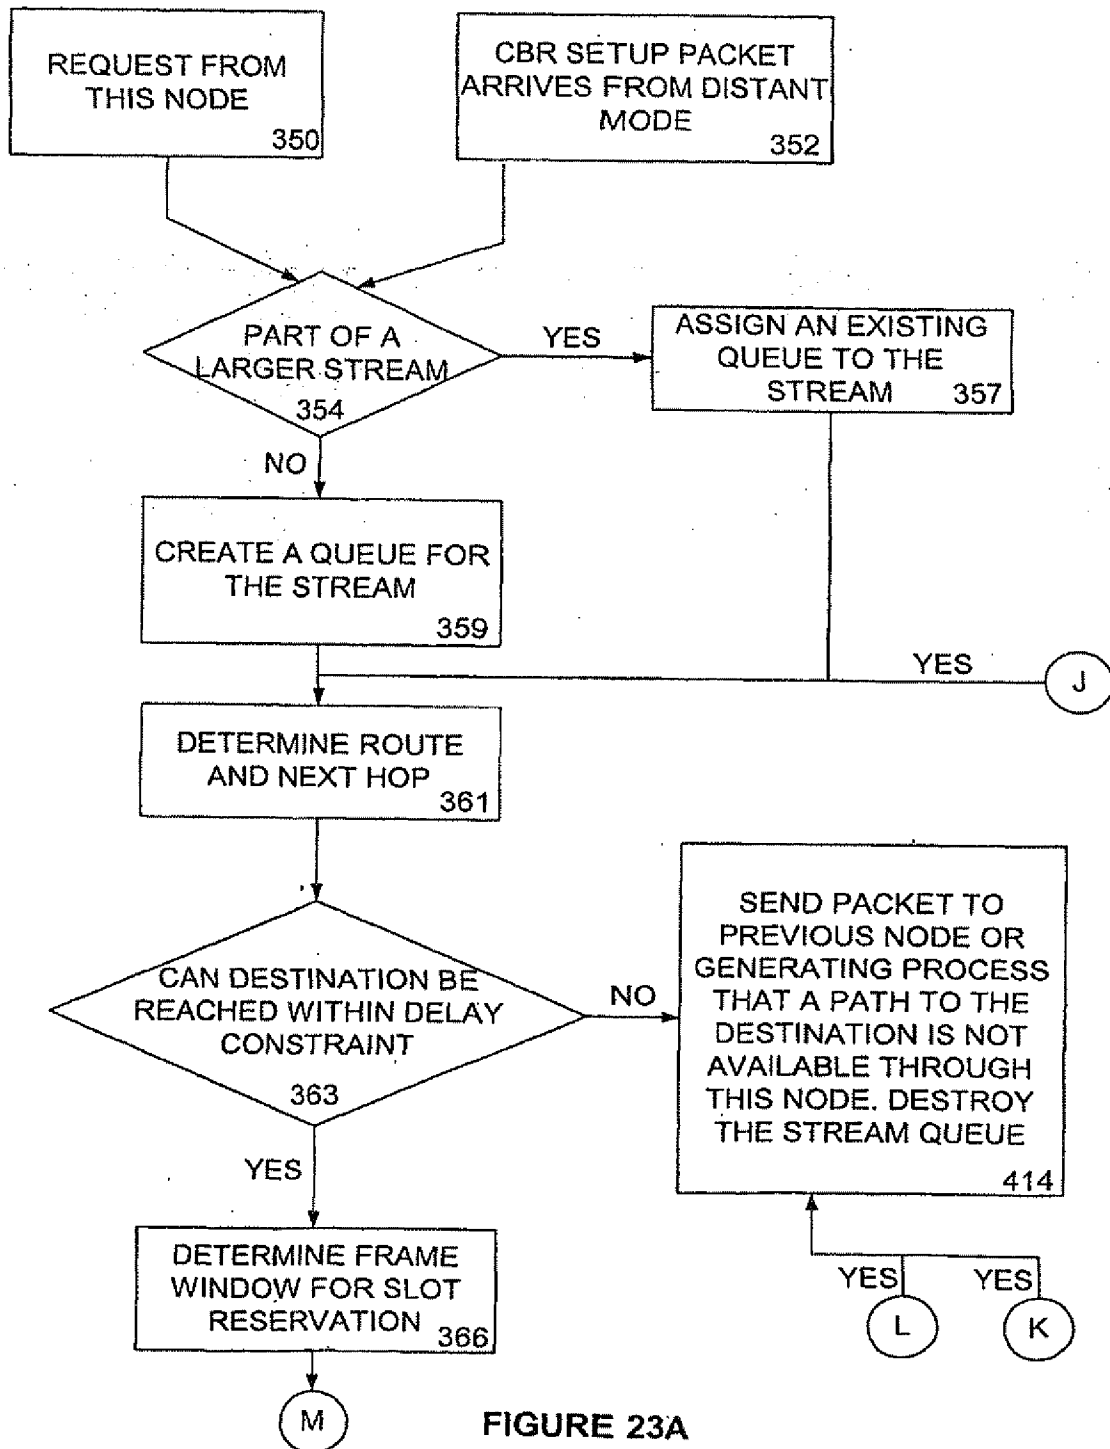 REQUEST FROM
THIS NODE
350
CBR SETUP PACKET
ARRIVES FROM DISTANT
MODE
352
PART OF A
LARGER STREAM
354
YES
ASSIGN AN EXISTING
QUEUE TO THE
STREAM
357
NO
CREATE A QUEUE FOR
THE STREAM
359
YES
J
DETERMINE ROUTE
AND NEXT HOP
361
CAN DESTINATION BE
REACHED WITHIN DELAY
CONSTRAINT
363
NO
SEND PACKET TO
PREVIOUS NODE OR
GENERATING PROCESS
THAT A PATH TO THE
DESTINATION IS NOT
AVAILABLE THROUGH
THIS NODE. DESTROY
THE STREAM QUEUE
414
YES
DETERMINE FRAME
WINDOW FOR SLOT
RESERVATION
366
YES
YES
L
K
M
FIGURE 23A